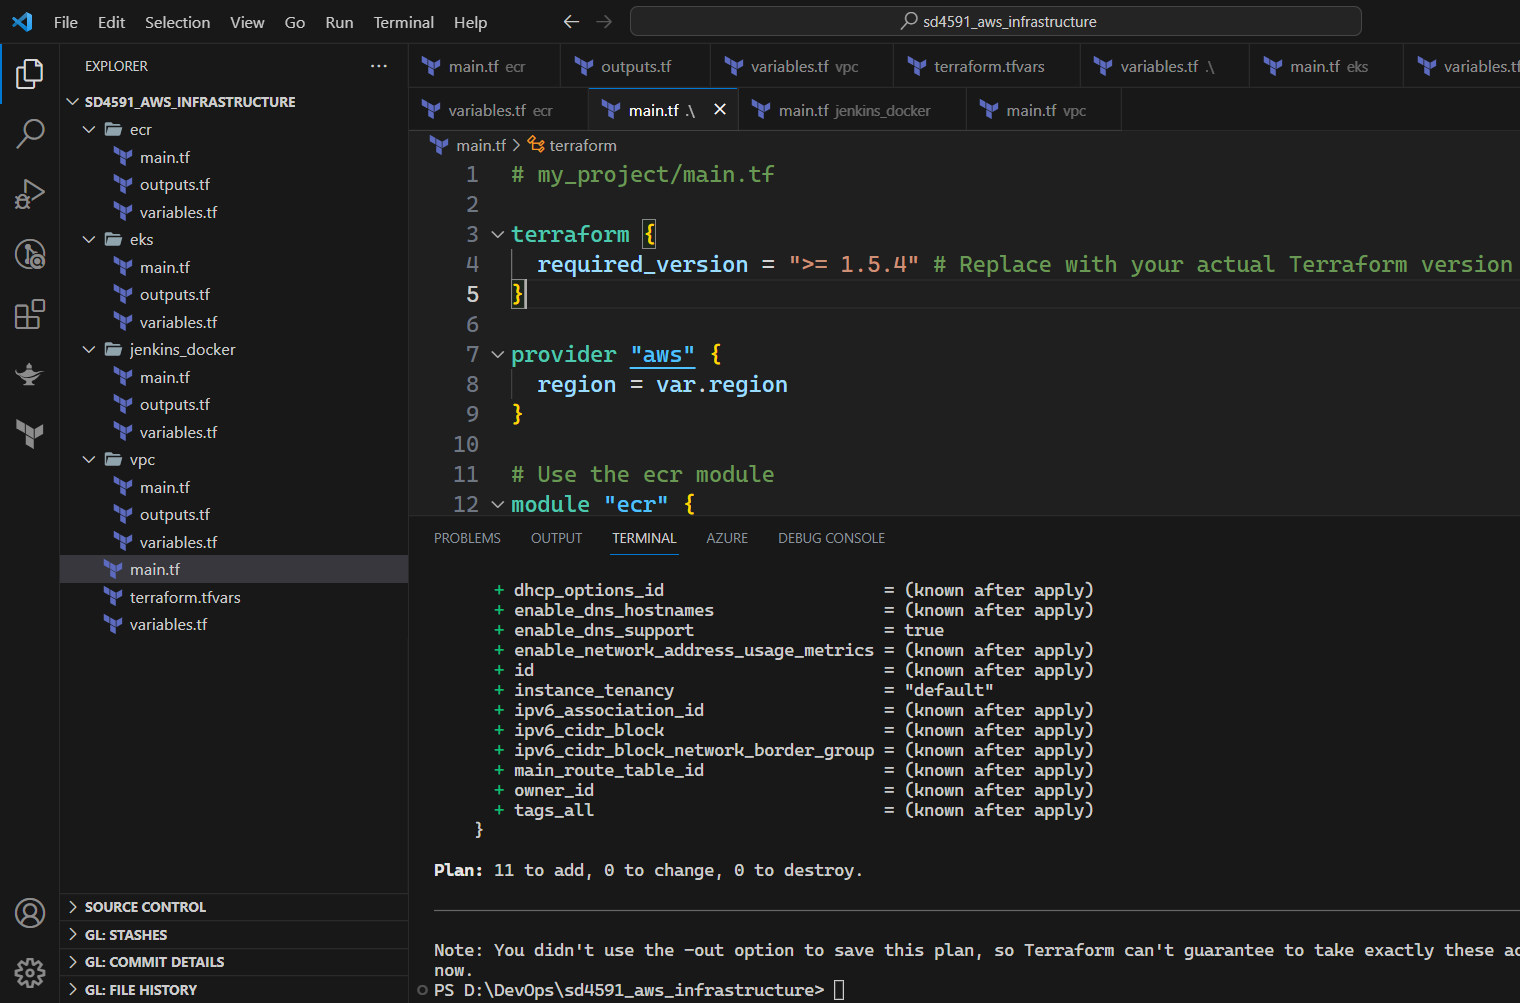 File Edit Selection View Go Run Terminal Help
sd4591_aws_infrastructure
EXPLORER
SD4591_AWS_INFRASTRUCTURE
ecr
main.tf
outputs.tf
variables.tf
eks
main.tf
outputs.tf
variables.tf
jenkins_docker
main.tf
outputs.tf
variables.tf
vpc
main.tf
outputs.tf
variables.tf
main.tf
terraform.tfvars
variables.tf
SOURCE CONTROL
GL: STASHES
GL: COMMIT DETAILS
GL: FILE HISTORY
main.tf ecr outputs.tf variables.tf vpc terraform.tfvars variables.tf .\ main.tf eks variables.tf
variables.tf ecr main.tf .\ main.tf jenkins_docker main.tf vpc
main.tf > terraform
1 # my_project/main.tf
2
3 terraform {
4 required_version = ">= 1.5.4" # Replace with your actual Terraform version
5 }
6
7 provider "aws" {
8 region = var.region
9 }
10
11 # Use the ecr module
12 module "ecr" {
PROBLEMS OUTPUT TERMINAL AZURE DEBUG CONSOLE
+ dhcp_options_id = (known after apply)
+ enable_dns_hostnames = (known after apply)
+ enable_dns_support = true
+ enable_network_address_usage_metrics = (known after apply)
+ id = (known after apply)
+ instance_tenancy = "default"
+ ipv6_association_id = (known after apply)
+ ipv6_cidr_block = (known after apply)
+ ipv6_cidr_block_network_border_group = (known after apply)
+ main_route_table_id = (known after apply)
+ owner_id = (known after apply)
+ tags_all = (known after apply)
}
Plan: 11 to add, 0 to change, 0 to destroy.
Note: You didn't use the -out option to save this plan, so Terraform can't guarantee to take exactly these ac
now.
PS D:\DevOps\sd4591_aws_infrastructure>